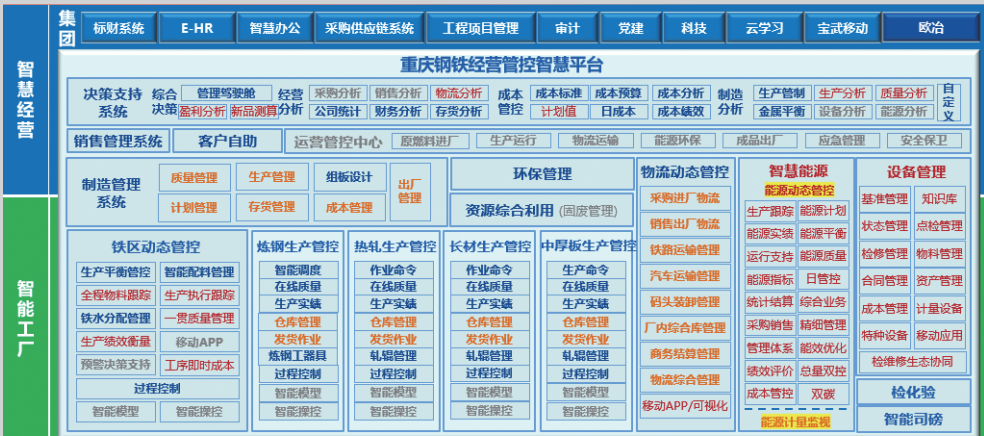 智慧经营
智能工厂
集团
标财系统 E-HR 智慧办公 采购供应链系统 工程项目管理 审计 党建 科技 云学习 宝武移动 欧冶
重庆钢铁经营管控智慧平台
决策支持系统
综合决策
管理驾驶舱
盈利分析 新品测算
经营分析
采购分析 销售分析 物流分析
公司统计 财务分析 存货分析
成本管控
成本标准 成本预算 成本分析
计划值 日成本 成本绩效
制造分析
生产管制 生产分析 质量分析
金属平衡 设备分析 能源分析
自定义
销售管理系统 客户自助 运营管控中心 原燃料进厂 生产运行 物流运输 能源环保 成品出厂 应急管理 安全保卫
制造管理系统
质量管理 生产管理 组板设计
计划管理 存货管理 成本管理
出厂管理
环保管理
资源综合利用 (固废管理)
铁区动态管控
生产平衡管控 智能配料管理
全程物料跟踪 生产执行跟踪
铁水分配管理 一贯质量管理
生产绩效衡量 移动APP
预警决策支持 工序即时成本
过程控制
智能模型 智能操控
炼钢生产管控
智能调度
在线质量
生产实绩
仓库管理
发货作业
炼钢工器具
过程控制
智能模型
智能操控
热轧生产管控
作业命令
在线质量
生产实绩
仓库管理
发货作业
轧辊管理
过程控制
智能模型
智能操控
长材生产管控
作业命令
在线质量
生产实绩
仓库管理
发货作业
轧辊管理
过程控制
智能模型
智能操控
中厚板生产管控
生产命令
在线质量
生产实绩
仓库管理
发货作业
轧辊管理
过程控制
智能模型
智能操控
物流动态管控
采购进厂物流
销售出厂物流
铁路运输管理
汽车运输管理
码头装卸管理
厂内综合库管理
商务结算管理
物流综合管理
移动APP/可视化
智慧能源
能源动态管控
生产跟踪 能源计划
能源实绩 能源平衡
运行支持 能源质量
能源指标 日管控
统计结算 综合业务
采购销售 精细管理
管理体系 能效优化
绩效评价 总量双控
成本管控 双碳
能源计量监视
设备管理
基准管理 知识库
状态管理 点检管理
检修管理 物料管理
合同管理 资产管理
成本管理 计量设备
特种设备 移动应用
检维修生态协同
检化验
智能司磅